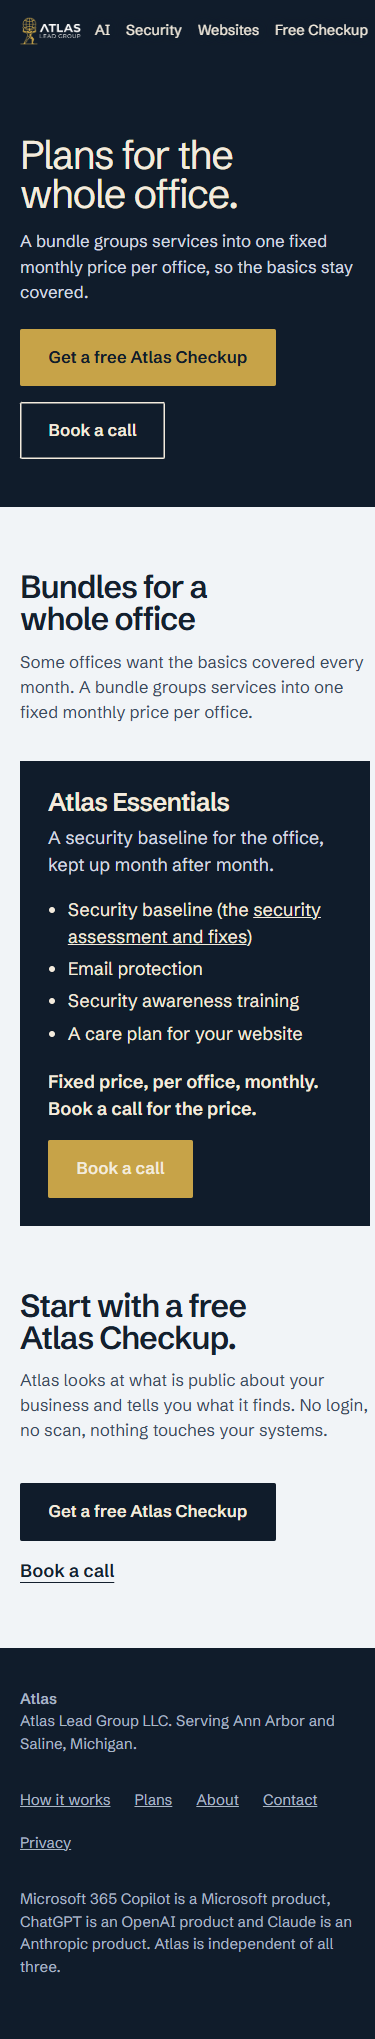 ATLAS
LEAD GROUP
AI Security Websites Free Checkup
Plans for the
whole office.
A bundle groups services into one fixed
monthly price per office, so the basics stay
covered.
Get a free Atlas Checkup
Book a call
Bundles for a
whole office
Some offices want the basics covered every
month. A bundle groups services into one
fixed monthly price per office.
Atlas Essentials
A security baseline for the office,
kept up month after month.
• Security baseline (the security
assessment and fixes)
• Email protection
• Security awareness training
• A care plan for your website
Fixed price, per office, monthly.
Book a call for the price.
Book a call
Start with a free
Atlas Checkup.
Atlas looks at what is public about your
business and tells you what it finds. No login,
no scan, nothing touches your systems.
Get a free Atlas Checkup
Book a call
Atlas
Atlas Lead Group LLC. Serving Ann Arbor and
Saline, Michigan.
How it works Plans About Contact
Privacy
Microsoft 365 Copilot is a Microsoft product,
ChatGPT is an OpenAI product and Claude is an
Anthropic product. Atlas is independent of all
three.